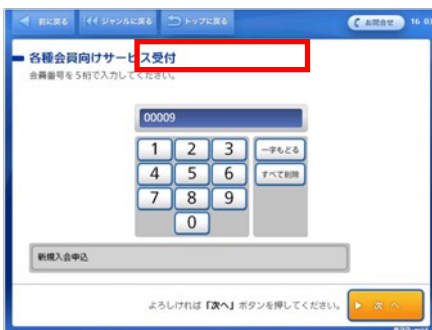 前に戻る ジャンルに戻る トップに戻る お問合せ 16 03
各種会員向けサービス受付
会員番号を5桁で入力してください。
00009
1 2 3 一字もどる
4 5 6 すべて削除
7 8 9
0
新規入会申込
よろしければ「次へ」ボタンを押してください。 次へ